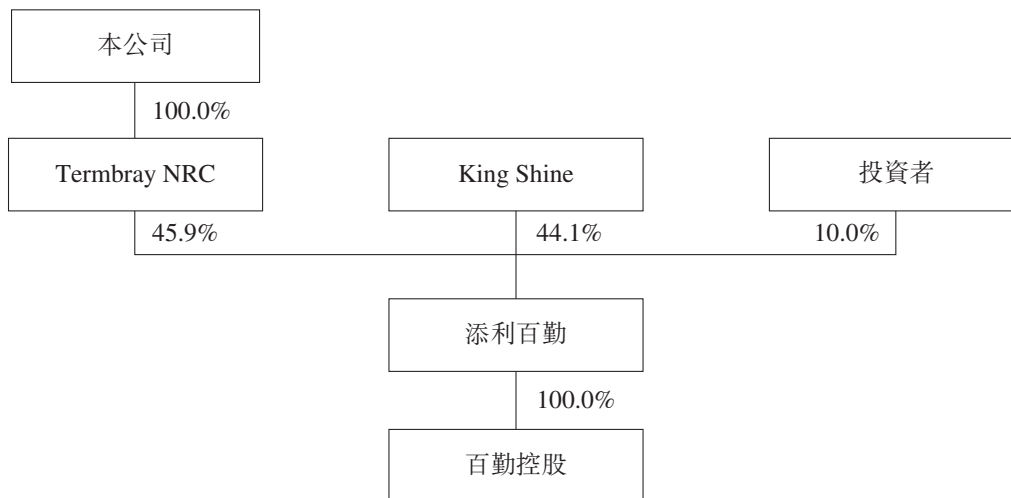 本公司
100.0%
Termbray NRC
King Shine
投資者
45.9%
44.1%
10.0%
添利百勤
100.0%
百勤控股